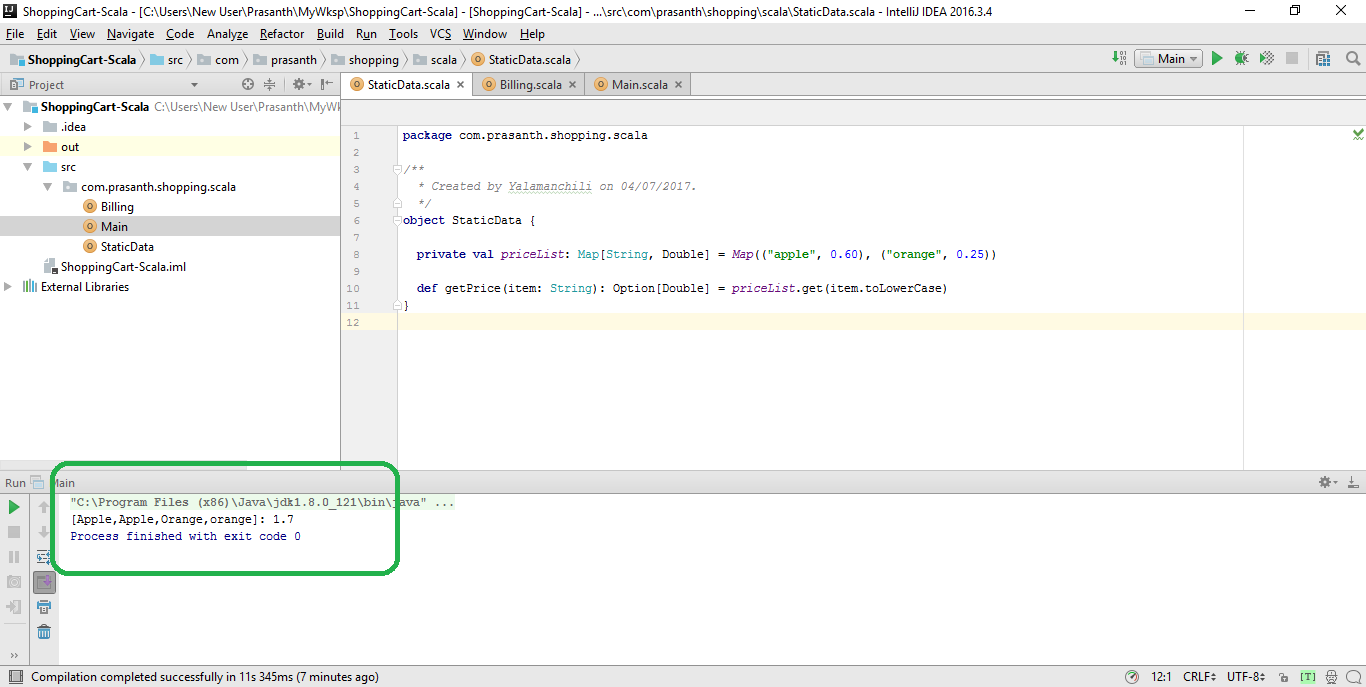 ShoppingCart-Scala - [C:\Users\New User\Prasanth\MyWksp\ShoppingCart-Scala] - [ShoppingCart-Scala] - ...\src\com\prasanth\shopping\scala\StaticData.scala - IntelliJ IDEA 2016.3.4
File Edit View Navigate Code Analyze Refactor Build Run Tools VCS Window Help
ShoppingCart-Scala src com prasanth shopping scala StaticData.scala Main
Project StaticData.scala Billing.scala Main.scala
ShoppingCart-Scala C:\Users\New User\Prasanth\MyWk
.idea
out
src
com.prasanth.shopping.scala
Billing
Main
StaticData
ShoppingCart-Scala.iml
External Libraries
1 package com.prasanth.shopping.scala
2
3 /**
4 * Created by Yalamanchili on 04/07/2017.
5 */
6 object StaticData {
7
8 private val priceList: Map[String, Double] = Map(("apple", 0.60), ("orange", 0.25))
9
10 def getPrice(item: String): Option[Double] = priceList.get(item.toLowerCase)
11 }
12
Run Main
"C:\Program Files (x86)\Java\jdk1.8.0_121\bin\java" ...
[Apple,Apple,Orange,orange]: 1.7
Process finished with exit code 0
Compilation completed successfully in 11s 345ms (7 minutes ago) 12:1 CRLF UTF-8 [T]